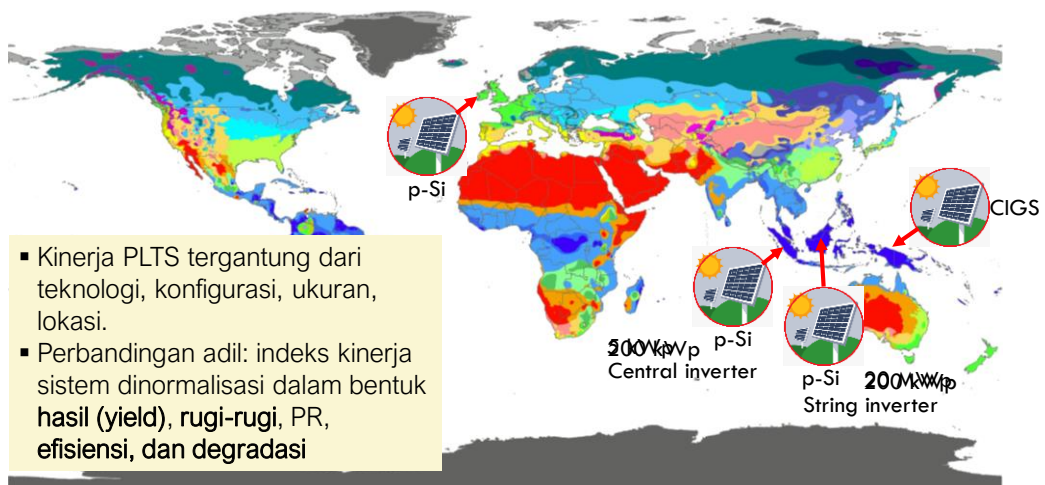 p-Si
CIGS
▪ Kinerja PLTS tergantung dari
teknologi, konfigurasi, ukuran,
lokasi.
▪ Perbandingan adil: indeks kinerja
sistem dinormalisasi dalam bentuk
hasil (yield), rugi-rugi, PR,
efisiensi, dan degradasi
p-Si
Central inverter
p-Si
String inverter